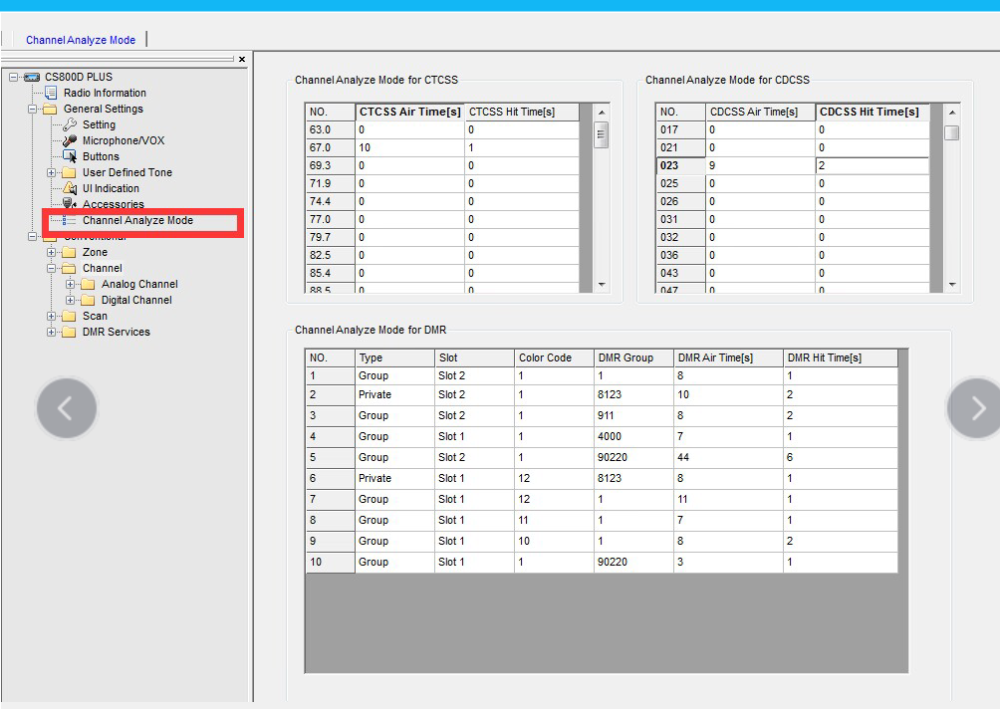 Channel Analyze Mode
CS800D PLUS
Radio Information
General Settings
Setting
Microphone/VOX
Buttons
User Defined Tone
UI Indication
Accessories
Channel Analyze Mode
Conventional
Zone
Channel
Analog Channel
Digital Channel
Scan
DMR Services
Channel Analyze Mode for CTCSS
NO. CTCSS Air Time[s] CTCSS Hit Time[s]
63.0 0 0
67.0 10 1
69.3 0 0
71.9 0 0
74.4 0 0
77.0 0 0
79.7 0 0
82.5 0 0
85.4 0 0
88.5 0 0
Channel Analyze Mode for CDCSS
NO. CDCSS Air Time[s] CDCSS Hit Time[s]
017 0 0
021 0 0
023 9 2
025 0 0
026 0 0
031 0 0
032 0 0
036 0 0
043 0 0
047 0 0
Channel Analyze Mode for DMR
NO. Type Slot Color Code DMR Group DMR Air Time[s] DMR Hit Time[s]
1 Group Slot 2 1 1 8 1
2 Private Slot 2 1 8123 10 2
3 Group Slot 2 1 911 8 2
4 Group Slot 1 1 4000 7 1
5 Group Slot 2 1 90220 44 6
6 Private Slot 1 12 8123 8 1
7 Group Slot 1 12 1 11 1
8 Group Slot 1 11 1 7 1
9 Group Slot 1 10 1 8 2
10 Group Slot 1 1 90220 3 1